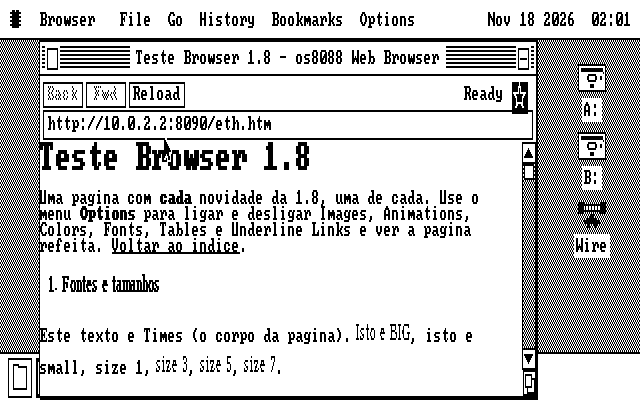 Browser File Go History Bookmarks Options Nov 18 2026 02:01
Teste Browser 1.8 - os8088 Web Browser
Back Fwd Reload Ready
http://10.0.2.2:8090/eth.htm
Teste Browser 1.8
Uma pagina com cada novidade da 1.8, uma de cada. Use o
menu Options para ligar e desligar Images, Animations,
Colors, Fonts, Tables e Underline Links e ver a pagina
refeita. Voltar ao indice.
1. Fontes e tamanhos
Este texto e Times (o corpo da pagina). Isto e BIG, isto e
small, size 1, size 3, size 5, size 7.
A:
B:
Wire